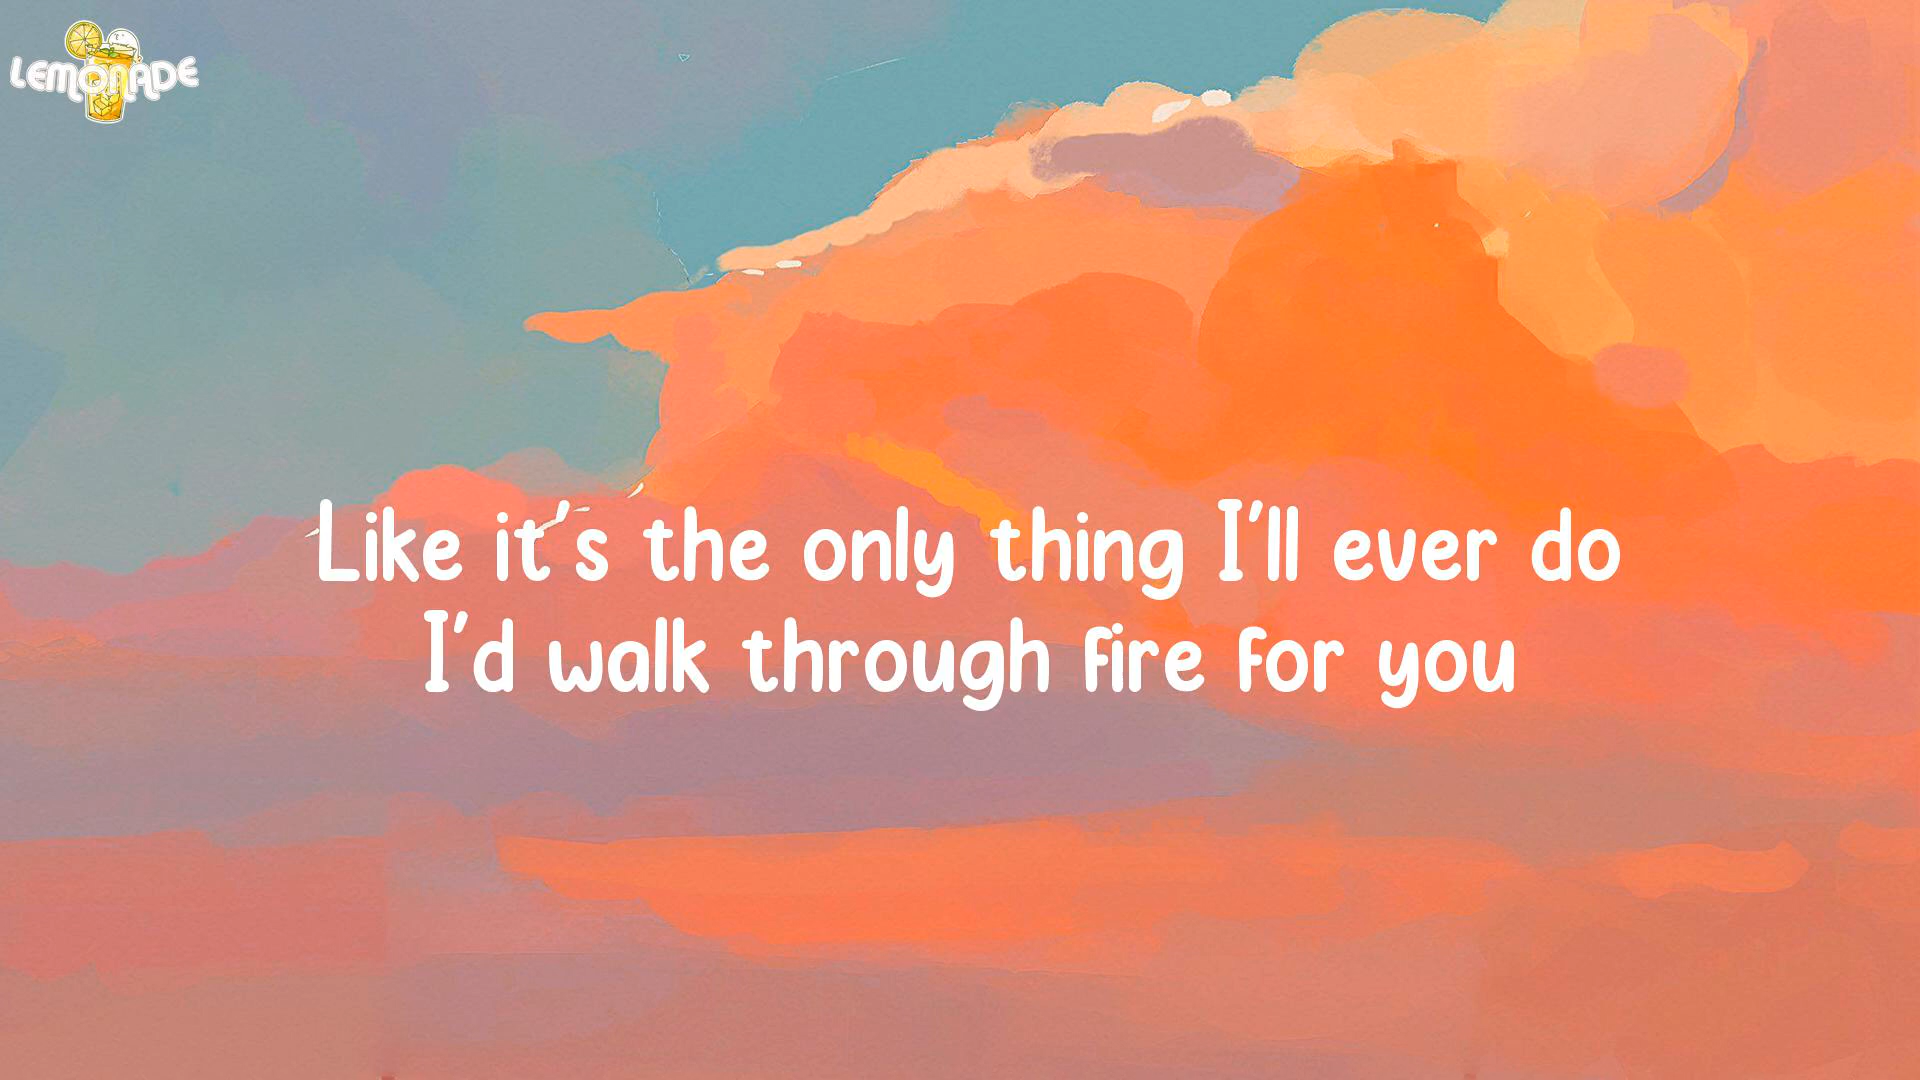 LEMONADE
Like it's the only thing I'll ever do
I'd walk through fire for you